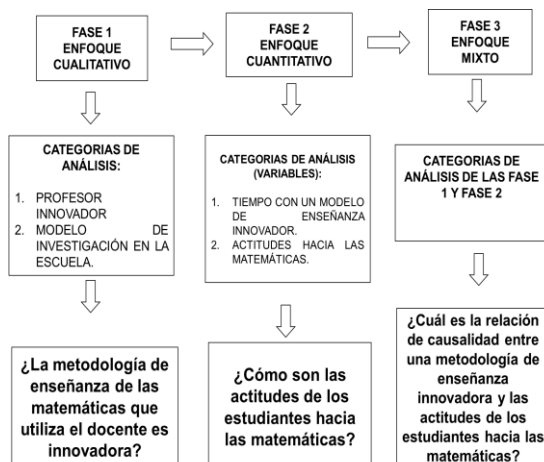 FASE 1
ENFOQUE
CUALITATIVO
FASE 2
ENFOQUE
CUANTITATIVO
FASE 3
ENFOQUE
MIXTO
CATEGORIAS DE
ANÁLISIS:
1. PROFESOR
INNOVADOR
2. MODELO DE
INVESTIGACIÓN EN LA
ESCUELA.
CATEGORIAS DE ANÁLISIS
(VARIABLES):
1. TIEMPO CON UN MODELO
DE ENSEÑANZA
INNOVADOR.
2. ACTITUDES HACIA LAS
MATEMÁTICAS.
CATEGORIAS DE
ANÁLISIS DE LAS FASE
1 Y FASE 2
¿La metodología de
enseñanza de las
matemáticas que
utiliza el docente es
innovadora?
¿Cómo son las
actitudes de los
estudiantes hacia
las matemáticas?
¿Cuál es la relación
de causalidad entre
una metodología de
enseñanza
innovadora y las
actitudes de los
estudiantes hacia las
matemáticas?